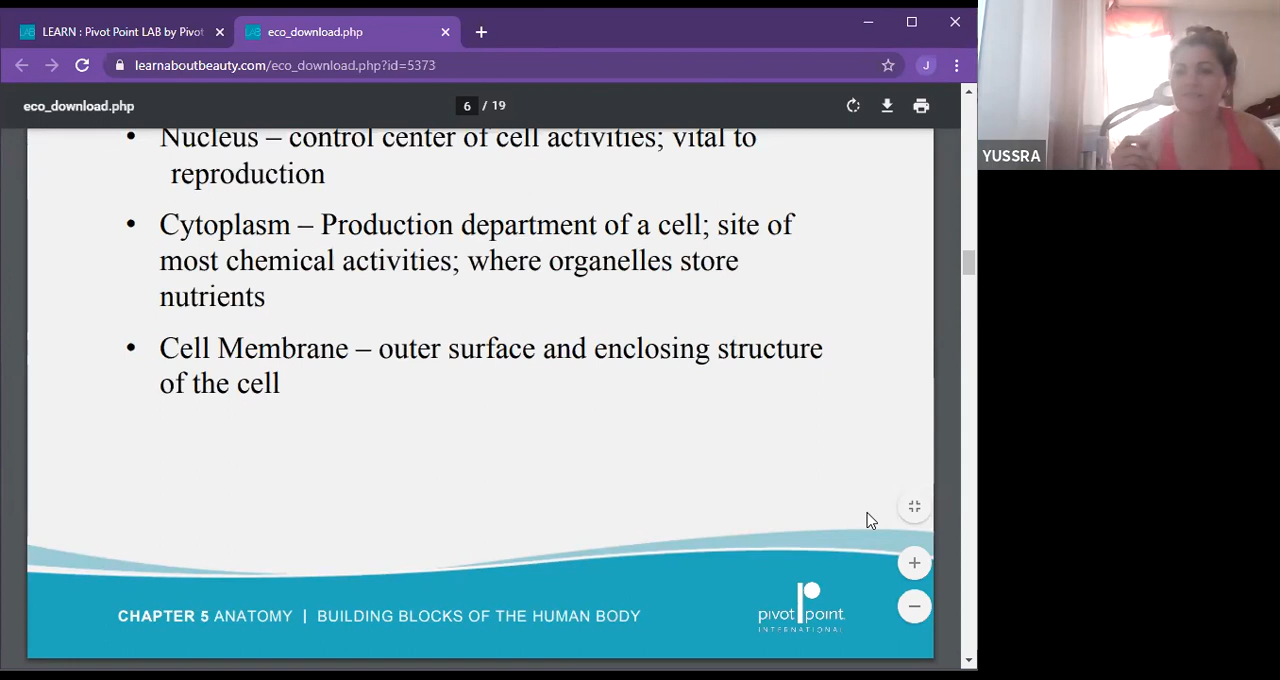 LEARN : Pivot Point LAB by Pivot
eco_download.php
learnaboutbeauty.com/eco_download.php?id=5373
J
eco_download.php
6 / 19
YUSSRA
• Nucleus – control center of cell activities; vital to
reproduction
• Cytoplasm – Production department of a cell; site of
most chemical activities; where organelles store
nutrients
• Cell Membrane – outer surface and enclosing structure
of the cell
CHAPTER 5 ANATOMY | BUILDING BLOCKS OF THE HUMAN BODY
pivot point
INTERNATIONAL